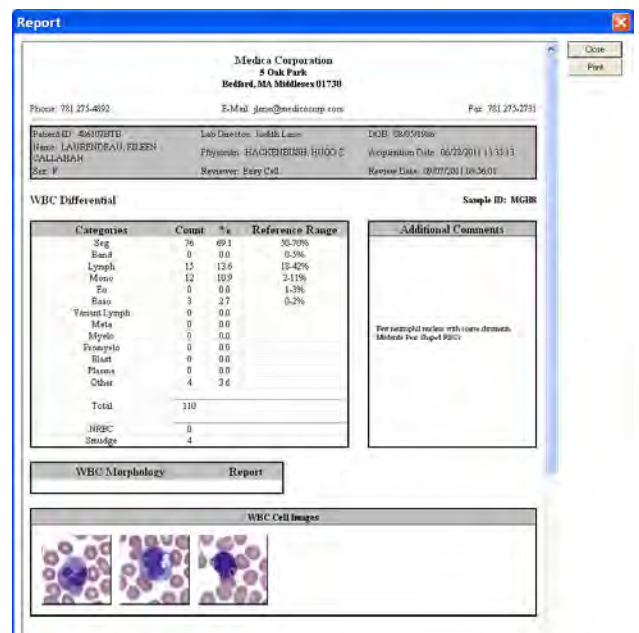 Report
Close
Print
Medica Corporation
5 Oak Park
Bedford, MA Middlesex 01730
Phone: 781 275-4892 E-Mail: @medicacorp.com Fax: 781 275-2731
Patient ID: Lab Director: Judith Lane DOB: 08/05/1986
Name: LAURENDEAU, EILEEN CALLAHAN Physician: HACKENBUSH, HUGO Z Acquisition Date: 06/22/2011 13:33:13
Sex: F Reviewer: Easy Cell Review Date: 09/07/2011 09:36:01
WBC Differential Sample ID: MGH8
Categories Count % Reference Range
Seg 76 69.1 50-70%
Band 0 0.0 0-5%
Lymph 15 13.6 18-42%
Mono 12 10.9 2-11%
Eo 0 0.0 1-3%
Baso 3 2.7 0-2%
Variant Lymph 0 0.0
Meta 0 0.0
Myelo 0 0.0
Promyelo 0 0.0
Blast 0 0.0
Plasma 0 0.0
Other 4 3.6
Total 110
NRBC 0
Smudge 4
Additional Comments
Few neutrophil nucleus with coarse chromatin.
Moderate Pear Shaped RBCs
WBC Morphology Report
WBC Cell Images